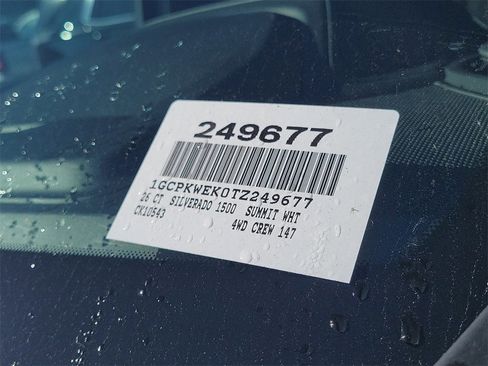 249677
1GCPKWEK0TZ249677
26 CT SILVERADO 1500 SUMMIT WHT
CK10543 4WD CREW 147